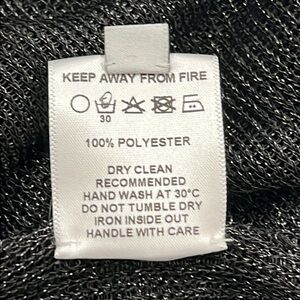 KEEP AWAY FROM FIRE
30
100% POLYESTER
DRY CLEAN
RECOMMENDED
HAND WASH AT 30°C
DO NOT TUMBLE DRY
IRON INSIDE OUT
HANDLE WITH CARE